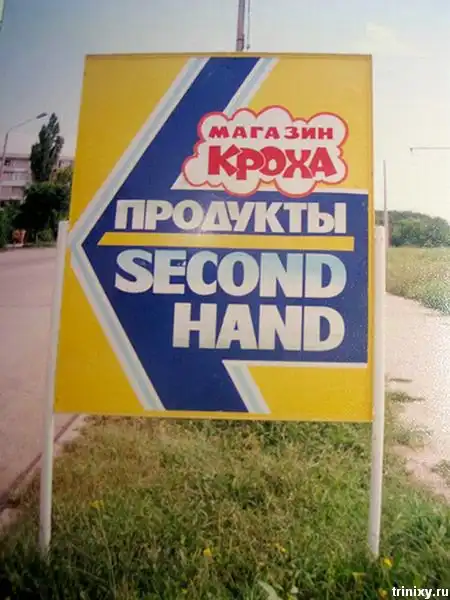 МАГАЗИН
КРОХА
ПРОДУКТЫ
SECOND
HAND
trinixy.ru